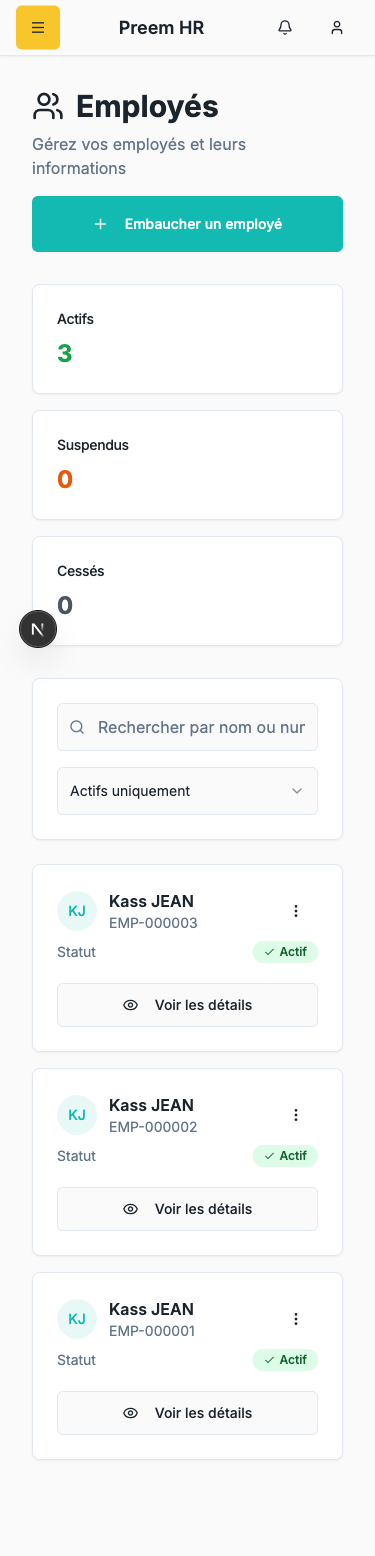 Preem HR
Employés
Gérez vos employés et leurs
informations
Embaucher un employé
Actifs
3
Suspendus
0
Cessés
0
N
Rechercher par nom ou nur
Actifs uniquement
KJ
Kass JEAN
EMP-000003
Statut
Actif
Voir les détails
KJ
Kass JEAN
EMP-000002
Statut
Actif
Voir les détails
KJ
Kass JEAN
EMP-000001
Statut
Actif
Voir les détails